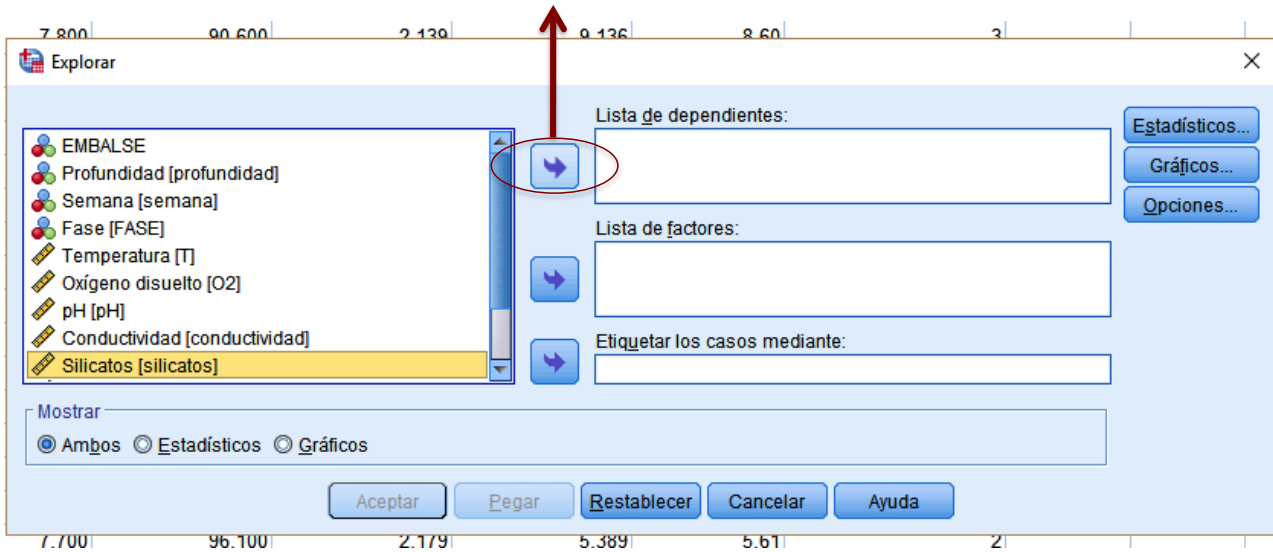 7,800 90,600 2,139 9,136 8,60 3
Explorar
EMBALSE
Profundidad [profundidad]
Semana [semana]
Fase [FASE]
Temperatura [T]
Oxígeno disuelto [O2]
pH [pH]
Conductividad [conductividad]
Silicatos [silicatos]
Lista de dependientes:
Lista de factores:
Etiquetar los casos mediante:
Estadísticos...
Gráficos...
Opciones...
Mostrar
Ambos Estadísticos Gráficos
Aceptar Pegar Restablecer Cancelar Ayuda
7,700 96,100 2,179 5,389 5,61 2